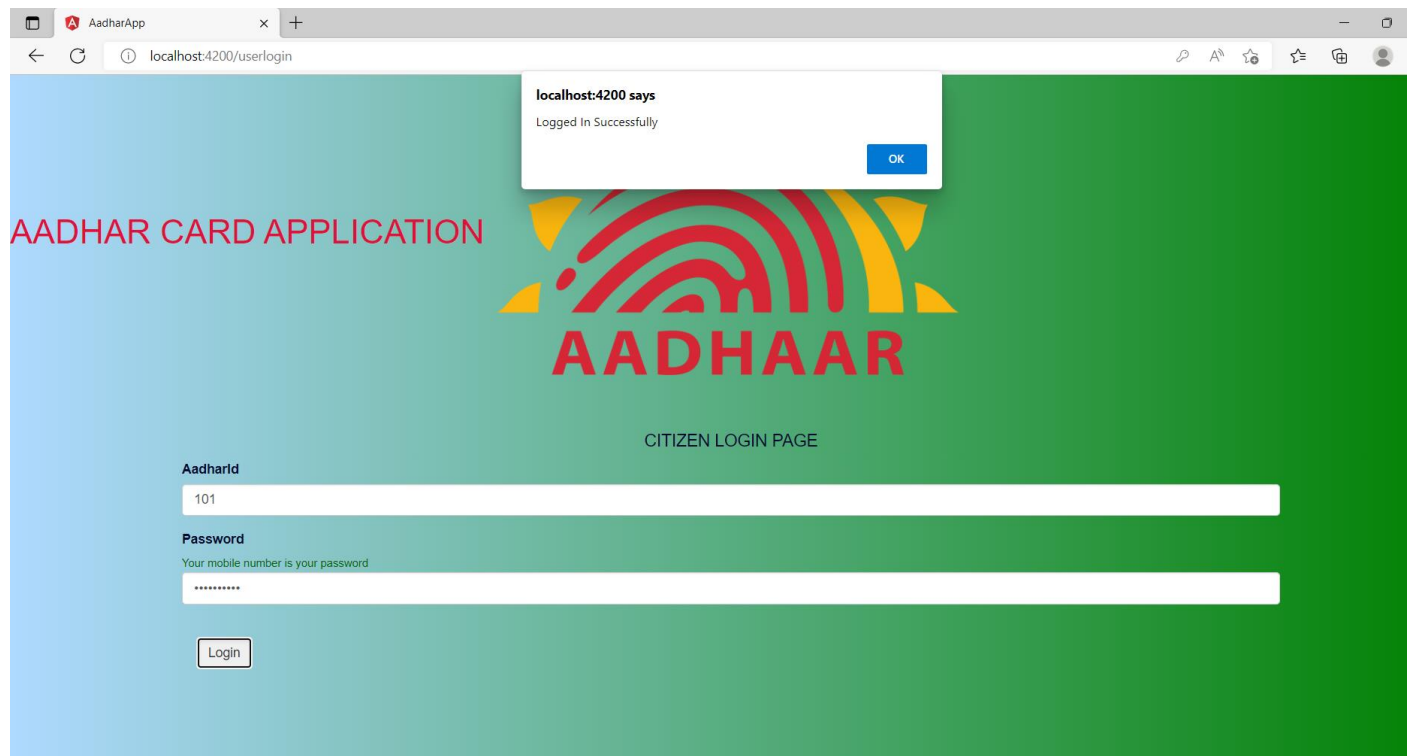 AadharApp
localhost:4200/userlogin
localhost:4200 says
Logged In Successfully
OK
AADHAR CARD APPLICATION
AADHAAR
CITIZEN LOGIN PAGE
AadharId
101
Password
Your mobile number is your password
Login